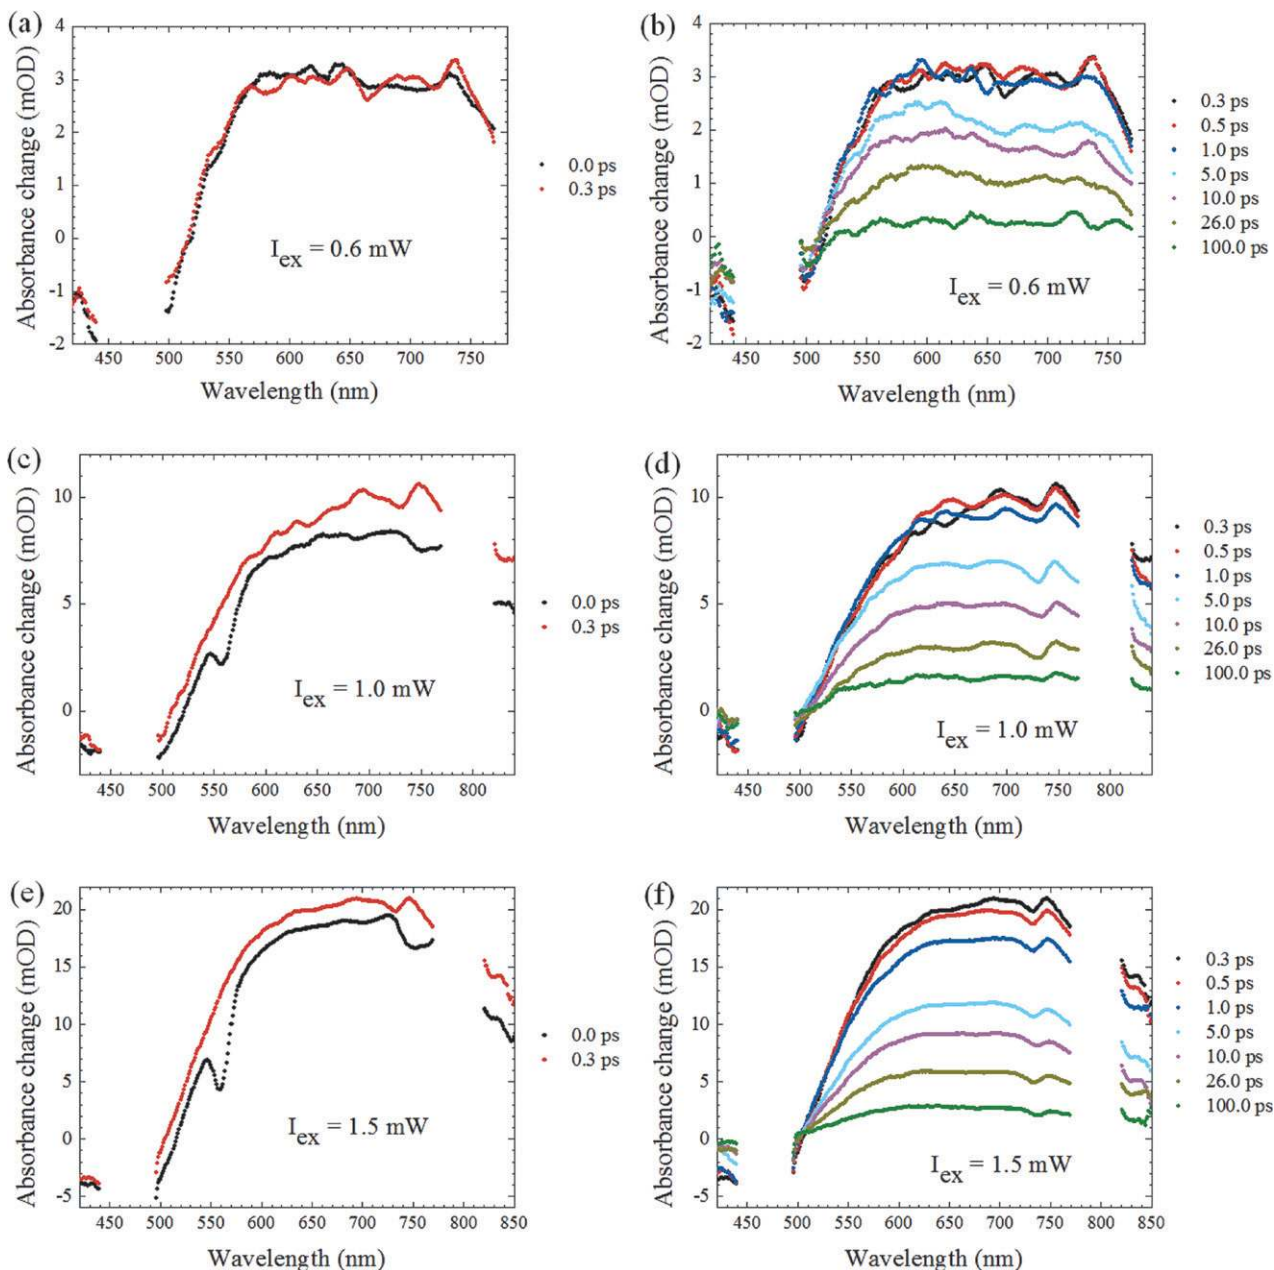 (a)
4
3
2
1
0
-1
-2
450 500 550 600 650 700 750
Absorbance change (mOD)
Wavelength (nm)
I_ex = 0.6 mW
0.0 ps
0.3 ps
(b)
4
3
2
1
0
-1
-2
450 500 550 600 650 700 750
Absorbance change (mOD)
Wavelength (nm)
I_ex = 0.6 mW
0.3 ps
0.5 ps
1.0 ps
5.0 ps
10.0 ps
26.0 ps
100.0 ps
(c)
10
5
0
450 500 550 600 650 700 750 800
Absorbance change (mOD)
Wavelength (nm)
I_ex = 1.0 mW
0.0 ps
0.3 ps
(d)
10
5
0
450 500 550 600 650 700 750 800
Absorbance change (mOD)
Wavelength (nm)
I_ex = 1.0 mW
0.3 ps
0.5 ps
1.0 ps
5.0 ps
10.0 ps
26.0 ps
100.0 ps
(e)
20
15
10
5
0
-5
450 500 550 600 650 700 750 800 850
Absorbance change (mOD)
Wavelength (nm)
I_ex = 1.5 mW
0.0 ps
0.3 ps
(f)
20
15
10
5
0
-5
450 500 550 600 650 700 750 800 850
Absorbance change (mOD)
Wavelength (nm)
I_ex = 1.5 mW
0.3 ps
0.5 ps
1.0 ps
5.0 ps
10.0 ps
26.0 ps
100.0 ps